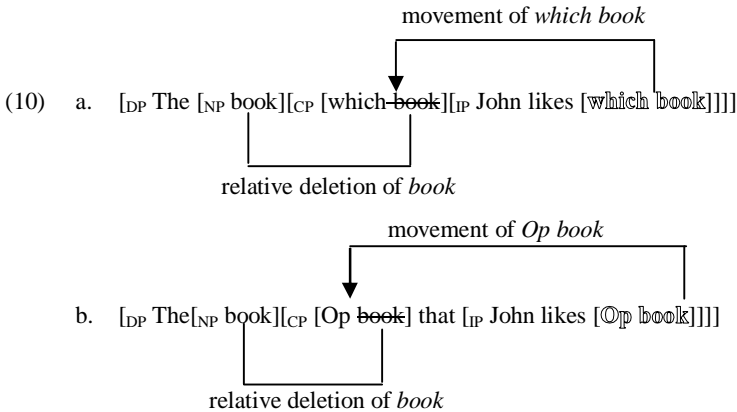 movement of which book
(10) a. [DP The [NP book][CP [which book][IP John likes [which book]]]]
relative deletion of book
movement of Op book
b. [DP The[NP book][CP [Op book] that [IP John likes [Op book]]]]
relative deletion of book